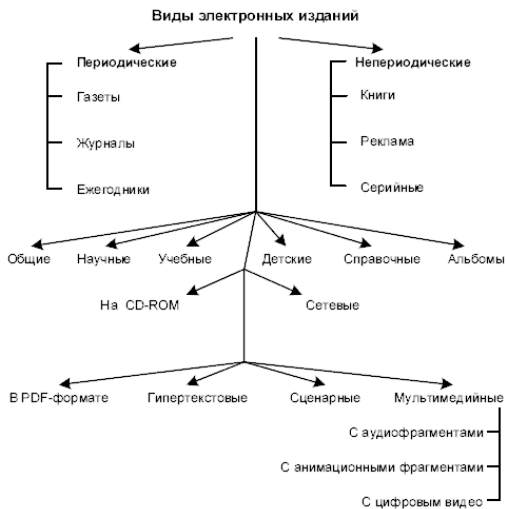 Виды электронных изданий
Периодические
Непериодические
Газеты
Книги
Журналы
Реклама
Ежегодники
Серийные
Общие Научные Учебные Детские Справочные Альбомы
На CD-ROM Сетевые
В PDF-формате Гипертекстовые Сценарные Мультимедийные
С аудиофрагментами
С анимационными фрагментами
С цифровым видео